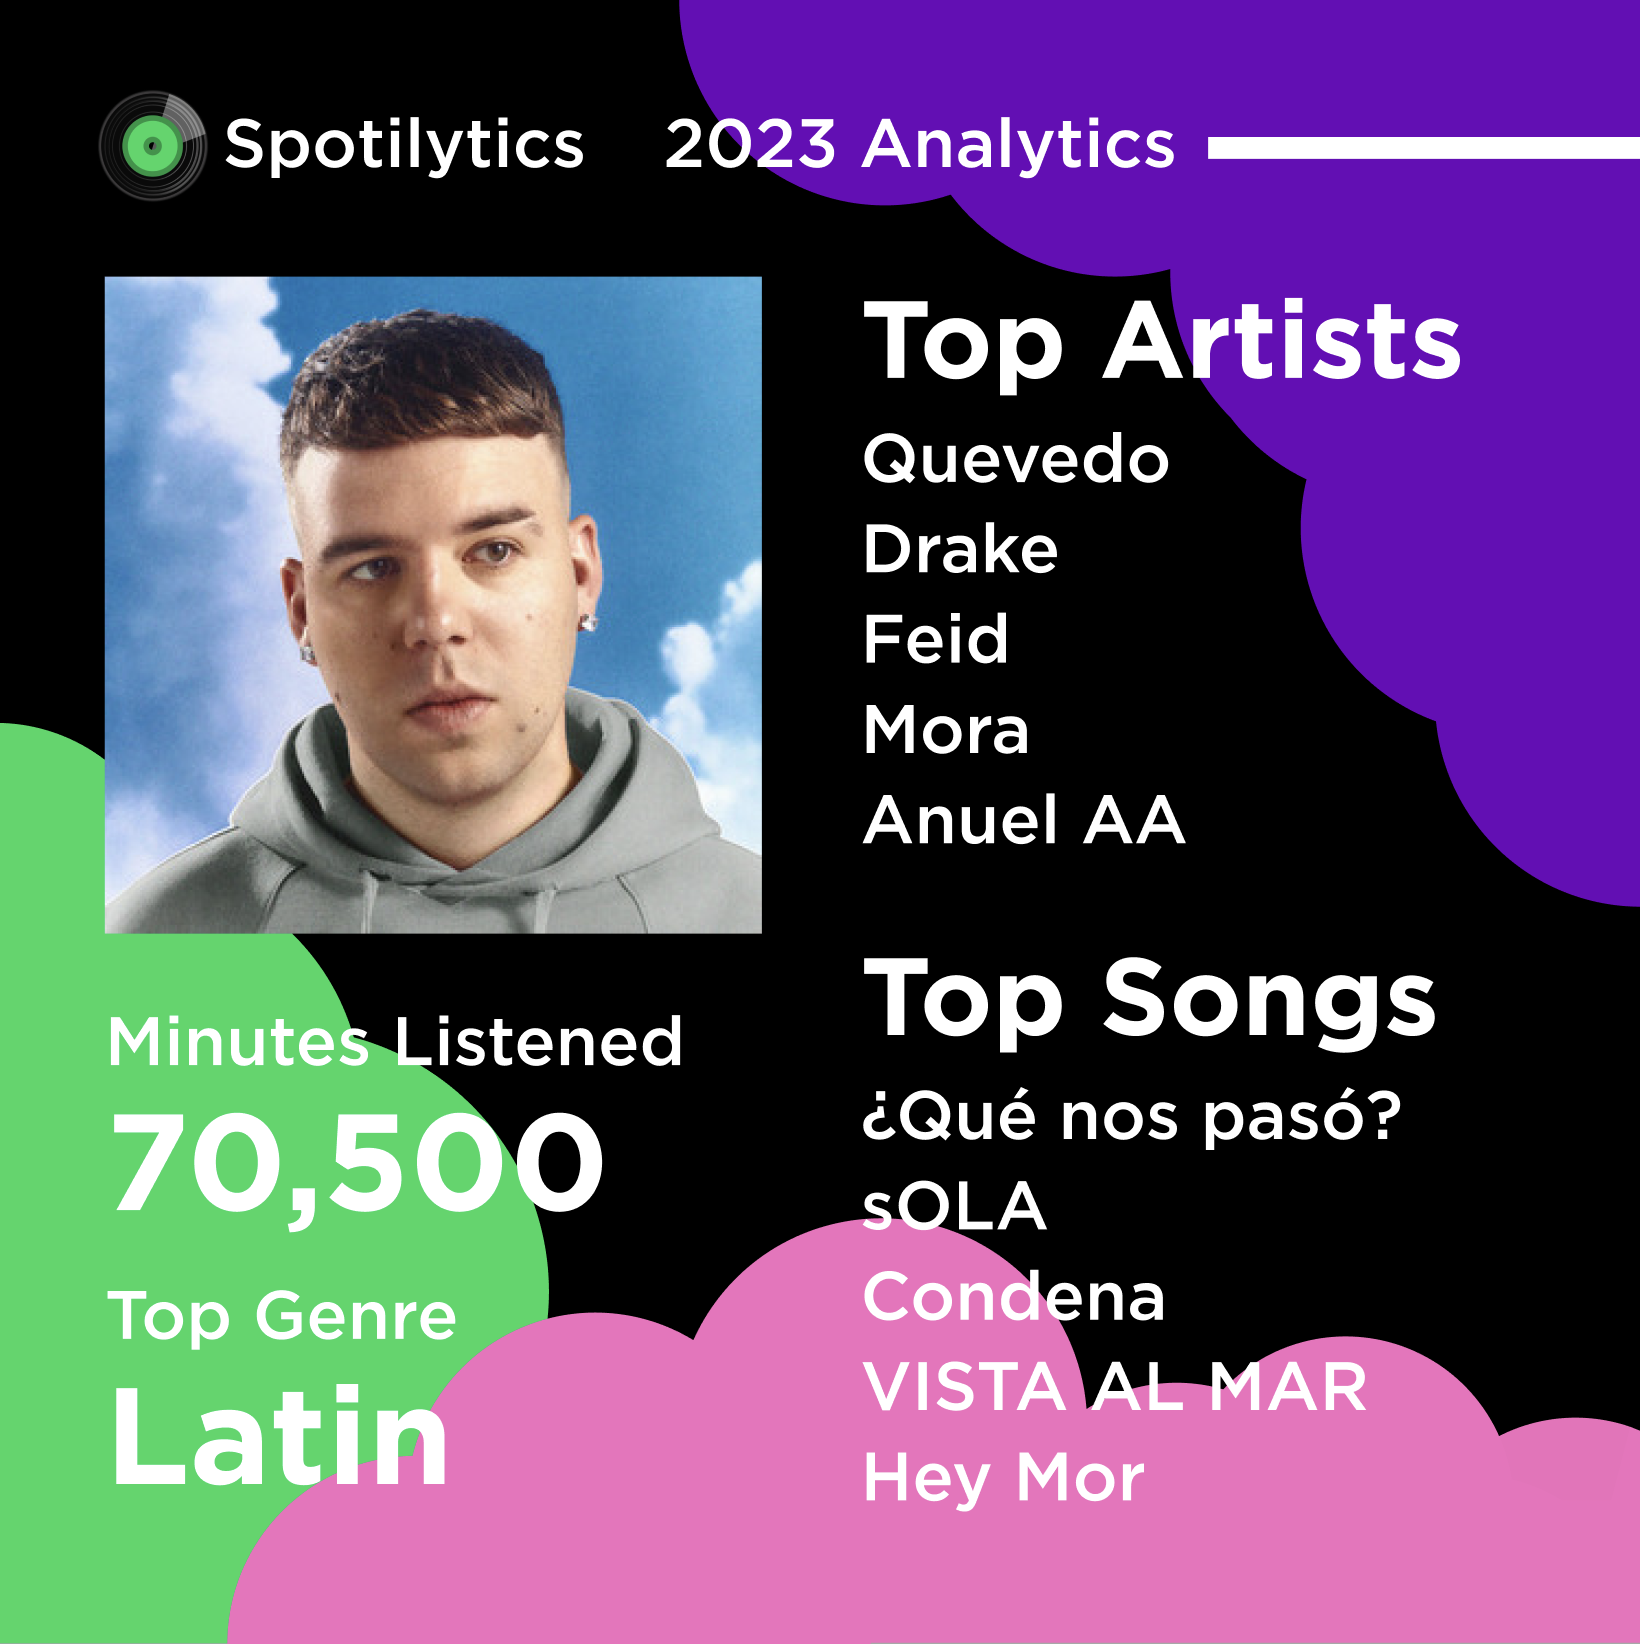 Spotilytics 2023 Analytics
Top Artists
Quevedo
Drake
Feid
Mora
Anuel AA
Minutes Listened
70,500
Top Genre
Latin
Top Songs
¿Qué nos pasó?
sOLA
Condena
VISTA AL MAR
Hey Mor